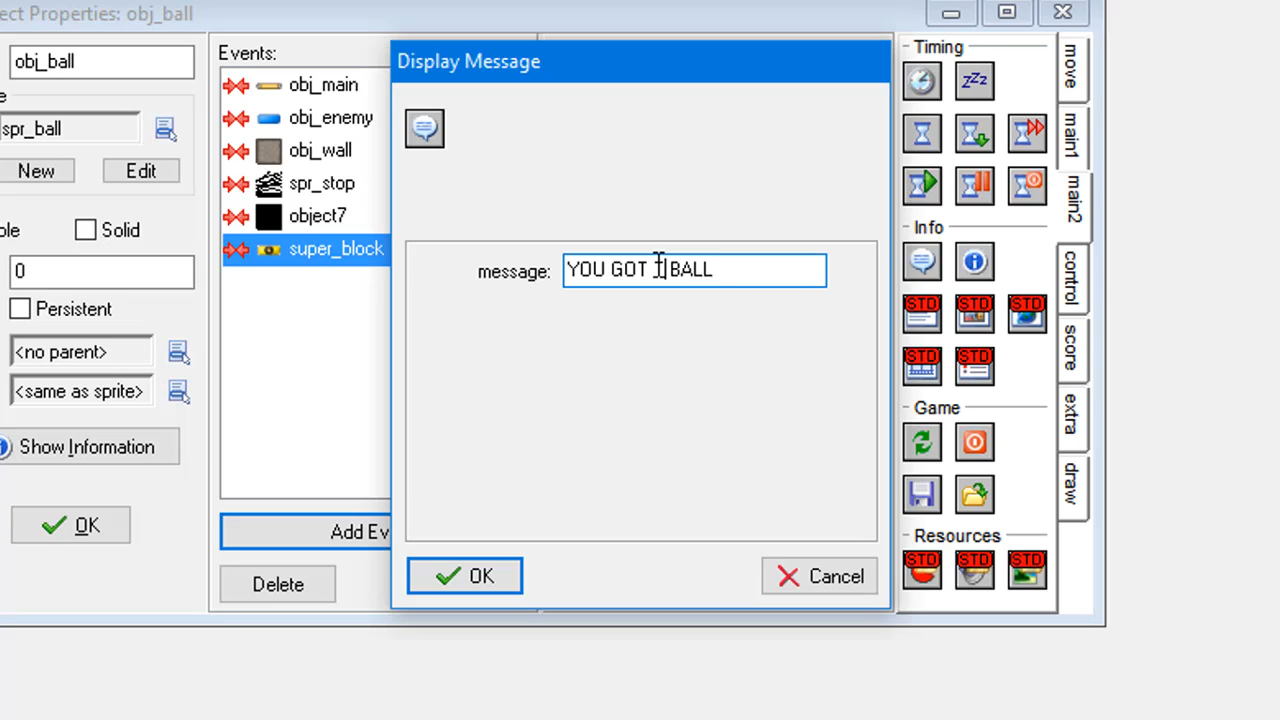 ect Properties: obj_ball
obj_ball
Events:
e
spr_ball
New
Edit
ole
Solid
0
Persistent
<no parent>
<same as sprite>
Show Information
OK
obj_main
obj_enemy
obj_wall
spr_stop
object7
super_block
Add Ev
Delete
Display Message
message:
YOU GOT BALL
OK
Cancel
Timing
zzz
Info
STD
STD
STD
STD
STD
Game
Resources
STD
STD
STD
move
main1
main2
control
score
extra
draw